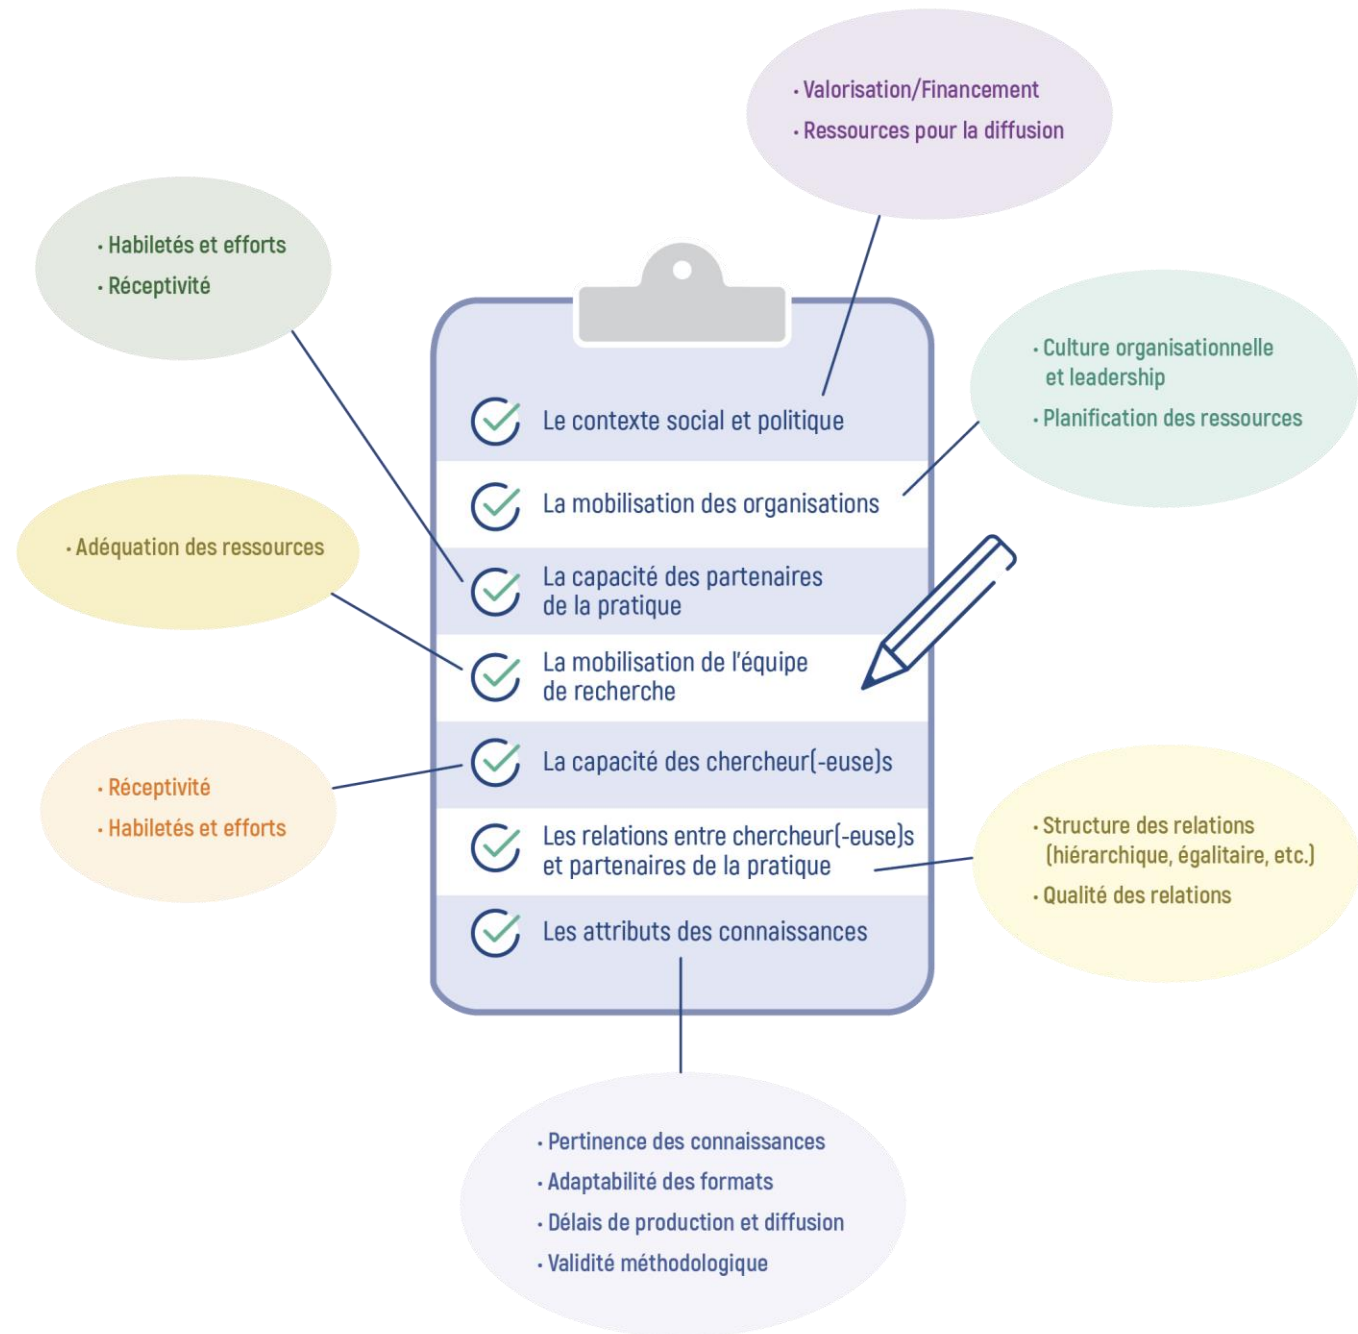 • Valorisation/Financement
• Ressources pour la diffusion
• Habiletés et efforts
• Réceptivité
• Culture organisationnelle
et leadership
• Planification des ressources
Le contexte social et politique
La mobilisation des organisations
• Adéquation des ressources
La capacité des partenaires
de la pratique
La mobilisation de l'équipe
de recherche
La capacité des chercheur(-euse)s
• Réceptivité
• Habiletés et efforts
Les relations entre chercheur(-euse)s
et partenaires de la pratique
• Structure des relations
(hiérarchique, égalitaire, etc.)
• Qualité des relations
Les attributs des connaissances
• Pertinence des connaissances
• Adaptabilité des formats
• Délais de production et diffusion
• Validité méthodologique